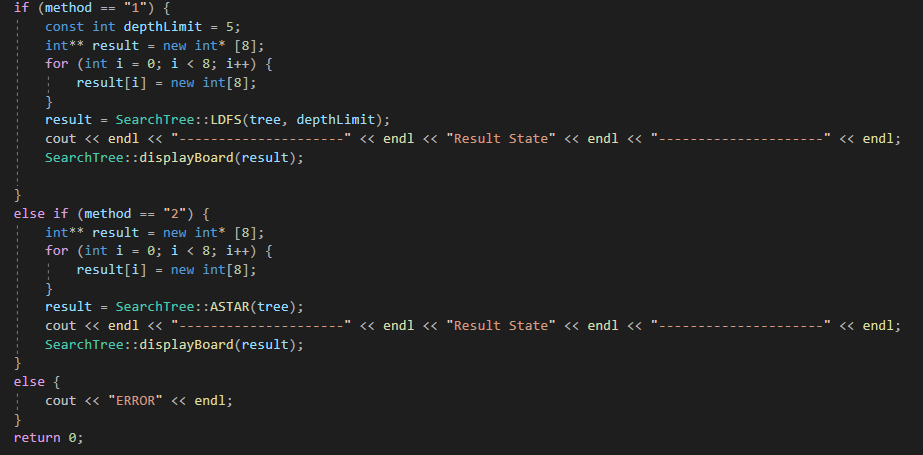 if (method == "1") {
    const int depthLimit = 5;
    int** result = new int* [8];
    for (int i = 0; i < 8; i++) {
        result[i] = new int[8];
    }
    result = SearchTree::LDFS(tree, depthLimit);
    cout << endl << "---------------------" << endl << "Result State" << endl << "---------------------" << endl;
    SearchTree::displayBoard(result);
}
else if (method == "2") {
    int** result = new int* [8];
    for (int i = 0; i < 8; i++) {
        result[i] = new int[8];
    }
    result = SearchTree::ASTAR(tree);
    cout << endl << "---------------------" << endl << "Result State" << endl << "---------------------" << endl;
    SearchTree::displayBoard(result);
}
else {
    cout << "ERROR" << endl;
}
return 0;